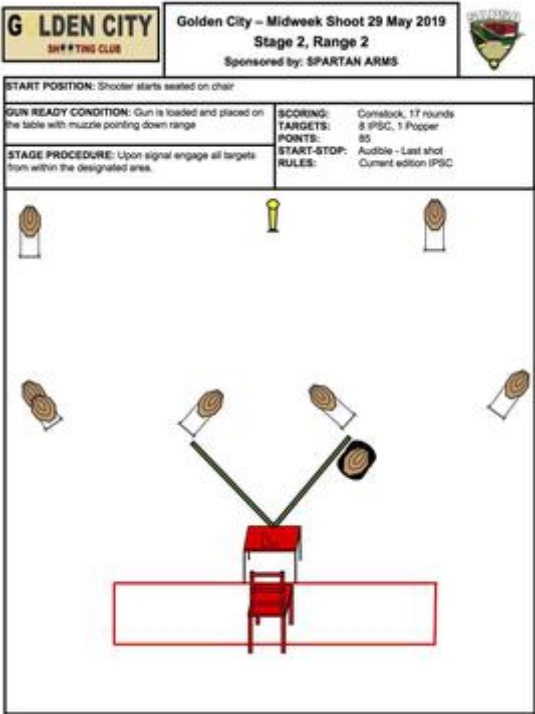 G LDEN CITY
SH TING CLUB
Golden City – Midweek Shoot 29 May 2019
Stage 2, Range 2
Sponsored by: SPARTAN ARMS
START POSITION: Shooter starts seated on chair
GUN READY CONDITION: Gun is loaded and placed on
the table with muzzle pointing down range
STAGE PROCEDURE: Upon signal engage all targets
from within the designated area.
SCORING: Comstock, 17 rounds
TARGETS: 8 IPSC, 1 Popper
POINTS: 85
START-STOP: Audible - Last shot
RULES: Current edition IPSC